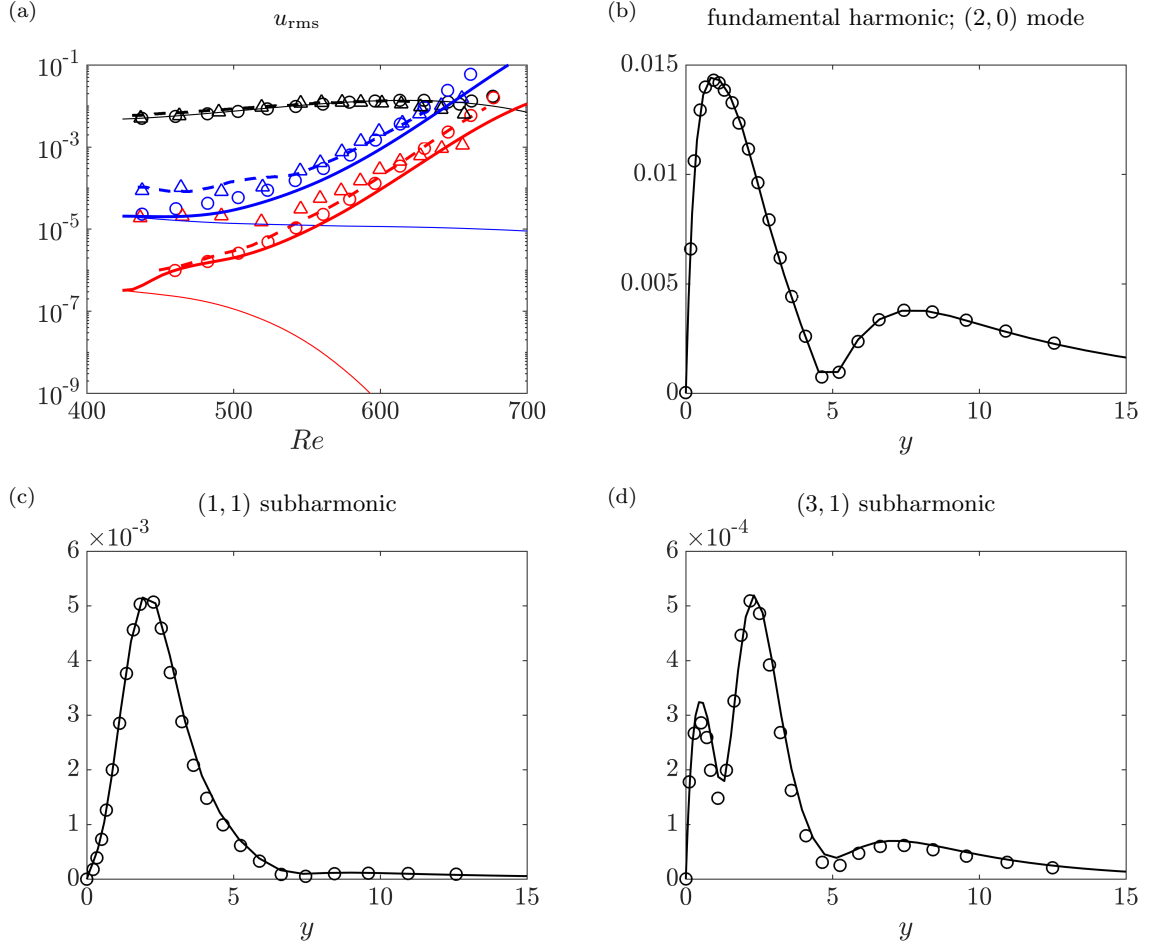 (a)
u_rms
10^-1
10^-3
10^-5
10^-7
10^-9
400 500 600 700
Re
(b)
fundamental harmonic; (2, 0) mode
0.015
0.01
0.005
0
0 5 10 15
y
(c)
(1, 1) subharmonic
×10^-3
6
5
4
3
2
1
0
0 5 10 15
y
(d)
(3, 1) subharmonic
×10^-4
6
5
4
3
2
1
0
0 5 10 15
y